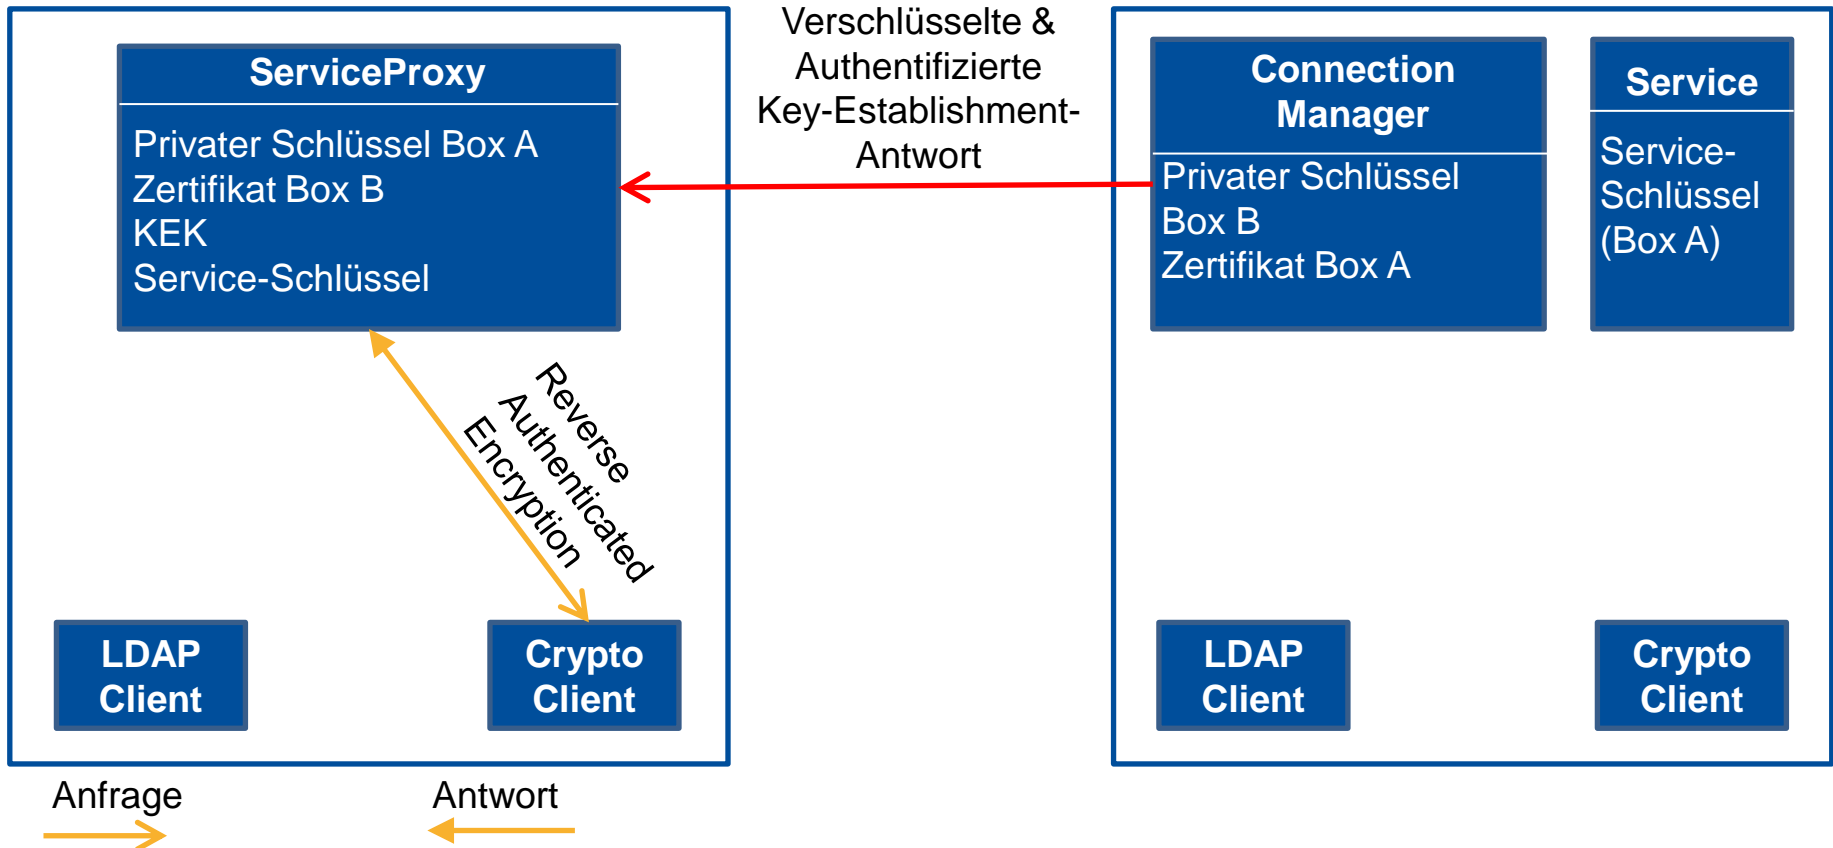 ServiceProxy
Privater Schlüssel Box A
Zertifikat Box B
KEK
Service-Schlüssel
Verschlüsselte &
Authentifizierte
Key-Establishment-
Antwort
Connection
Manager
Privater Schlüssel
Box B
Zertifikat Box A
Service
Service-
Schlüssel
(Box A)
Reverse
Authenticated
Encryption
LDAP
Client
Crypto
Client
LDAP
Client
Crypto
Client
Anfrage
Antwort